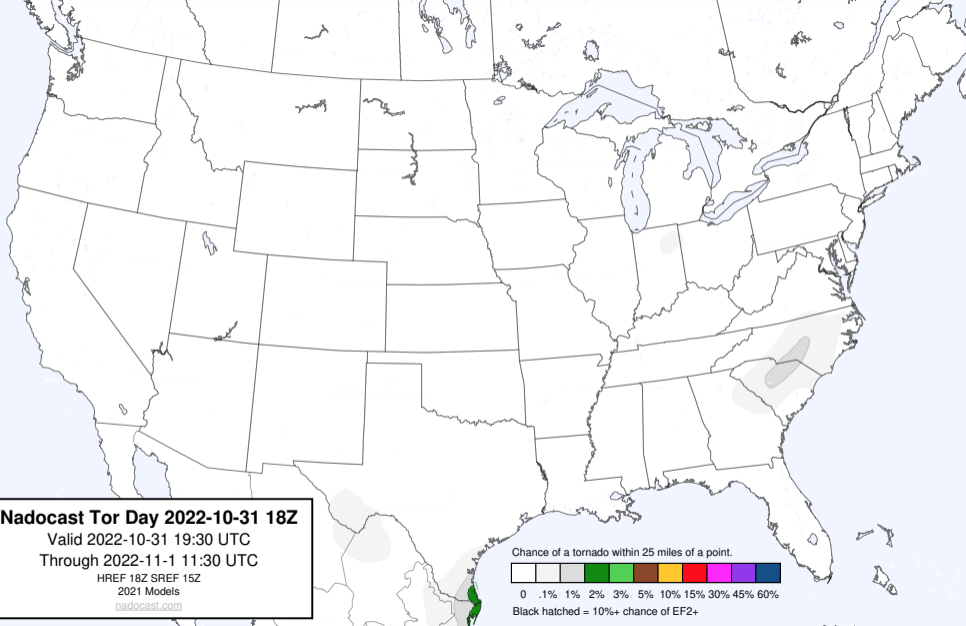 Nadocast Tor Day 2022-10-31 18Z
Valid 2022-10-31 19:30 UTC
Through 2022-11-1 11:30 UTC
HREF 18Z SREF 15Z
2021 Models
nadocast.com
Chance of a tornado within 25 miles of a point.
0 .1% 1% 2% 3% 5% 10% 15% 30% 45% 60%
Black hatched = 10%+ chance of EF2+